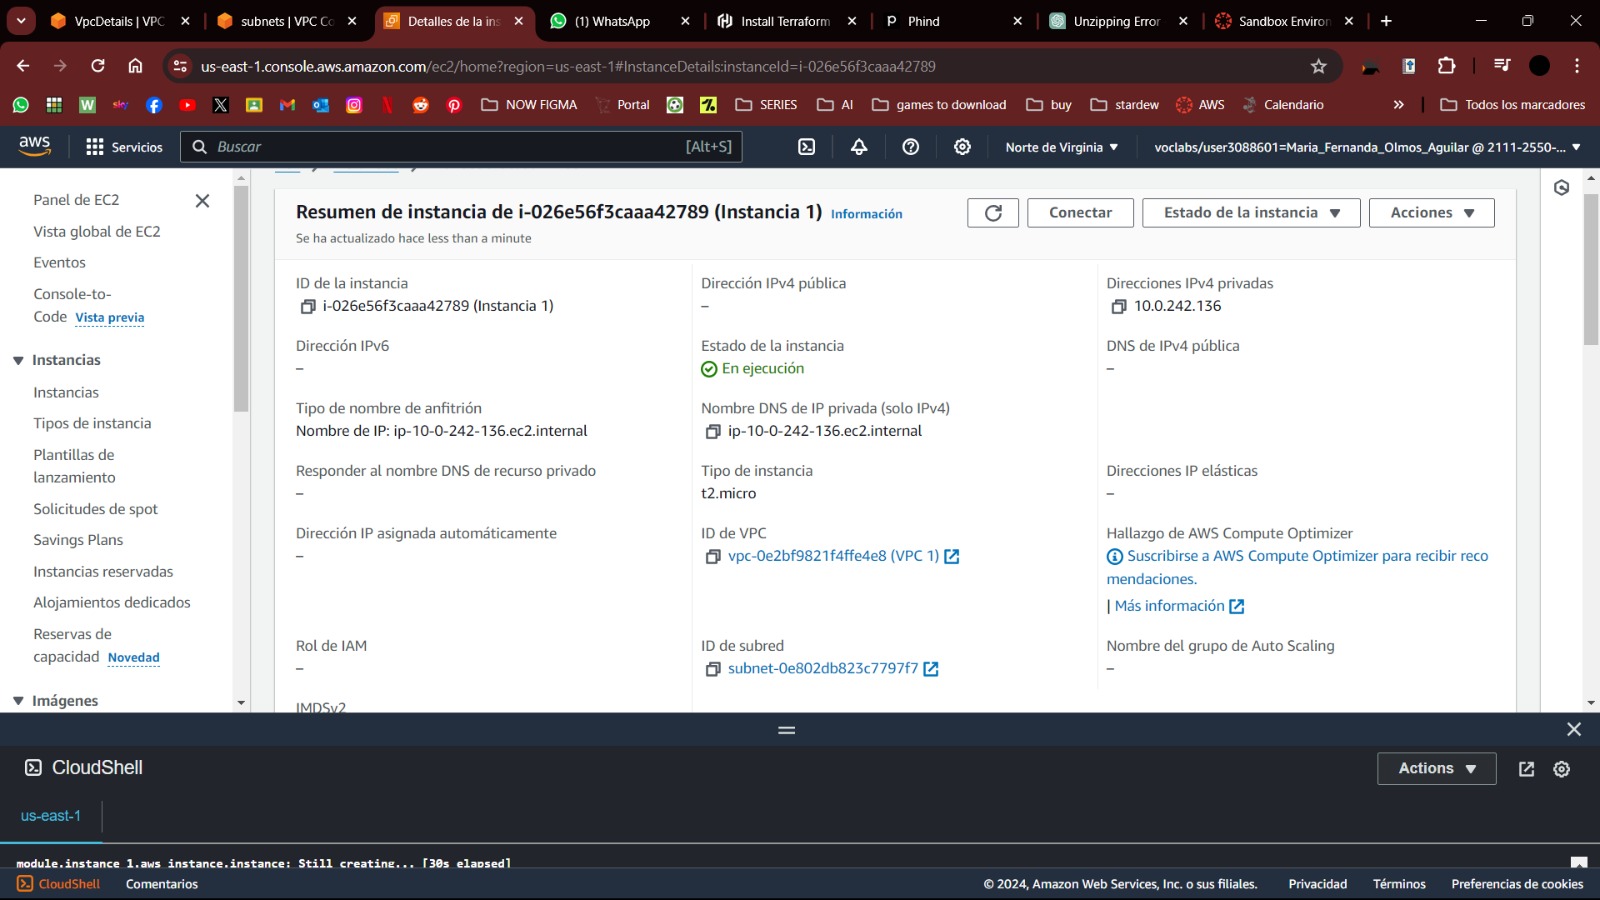 VpcDetails | VPC
subnets | VPC Co
Detalles de la ins
(1) WhatsApp
Install Terraform
Phind
Unzipping Error
Sandbox Environ
us-east-1.console.aws.amazon.com/ec2/home?region=us-east-1#InstanceDetails:instanceId=i-026e56f3caaa42789
NOW FIGMA
Portal
SERIES
AI
games to download
buy
stardew
AWS
Calendario
»
Todos los marcadores
aws
Servicios
Buscar
[Alt+S]
Norte de Virginia
voclabs/user3088601=Maria_Fernanda_Olmos_Aguilar @ 2111-2550-...
Panel de EC2
Vista global de EC2
Eventos
Console-to-
Code Vista previa
Instancias
Instancias
Tipos de instancia
Plantillas de
lanzamiento
Solicitudes de spot
Savings Plans
Instancias reservadas
Alojamientos dedicados
Reservas de
capacidad Novedad
Imágenes
Resumen de instancia de i-026e56f3caaa42789 (Instancia 1) Información
Se ha actualizado hace less than a minute
Conectar
Estado de la instancia
Acciones
ID de la instancia
i-026e56f3caaa42789 (Instancia 1)
Dirección IPv4 pública
–
Direcciones IPv4 privadas
10.0.242.136
Dirección IPv6
–
Estado de la instancia
En ejecución
DNS de IPv4 pública
–
Tipo de nombre de anfitrión
Nombre de IP: ip-10-0-242-136.ec2.internal
Nombre DNS de IP privada (solo IPv4)
ip-10-0-242-136.ec2.internal
Responder al nombre DNS de recurso privado
–
Tipo de instancia
t2.micro
Direcciones IP elásticas
–
Dirección IP asignada automáticamente
–
ID de VPC
vpc-0e2bf9821f4ffe4e8 (VPC 1)
Hallazgo de AWS Compute Optimizer
Suscribirse a AWS Compute Optimizer para recibir reco
mendaciones.
| Más información
Rol de IAM
–
ID de subred
subnet-0e802db823c7797f7
Nombre del grupo de Auto Scaling
–
IMDSv2
CloudShell
Actions
us-east-1
module.instance_1.aws_instance.instance: Still creating... [30s elapsed]
CloudShell
Comentarios
© 2024, Amazon Web Services, Inc. o sus filiales.
Privacidad
Términos
Preferencias de cookies